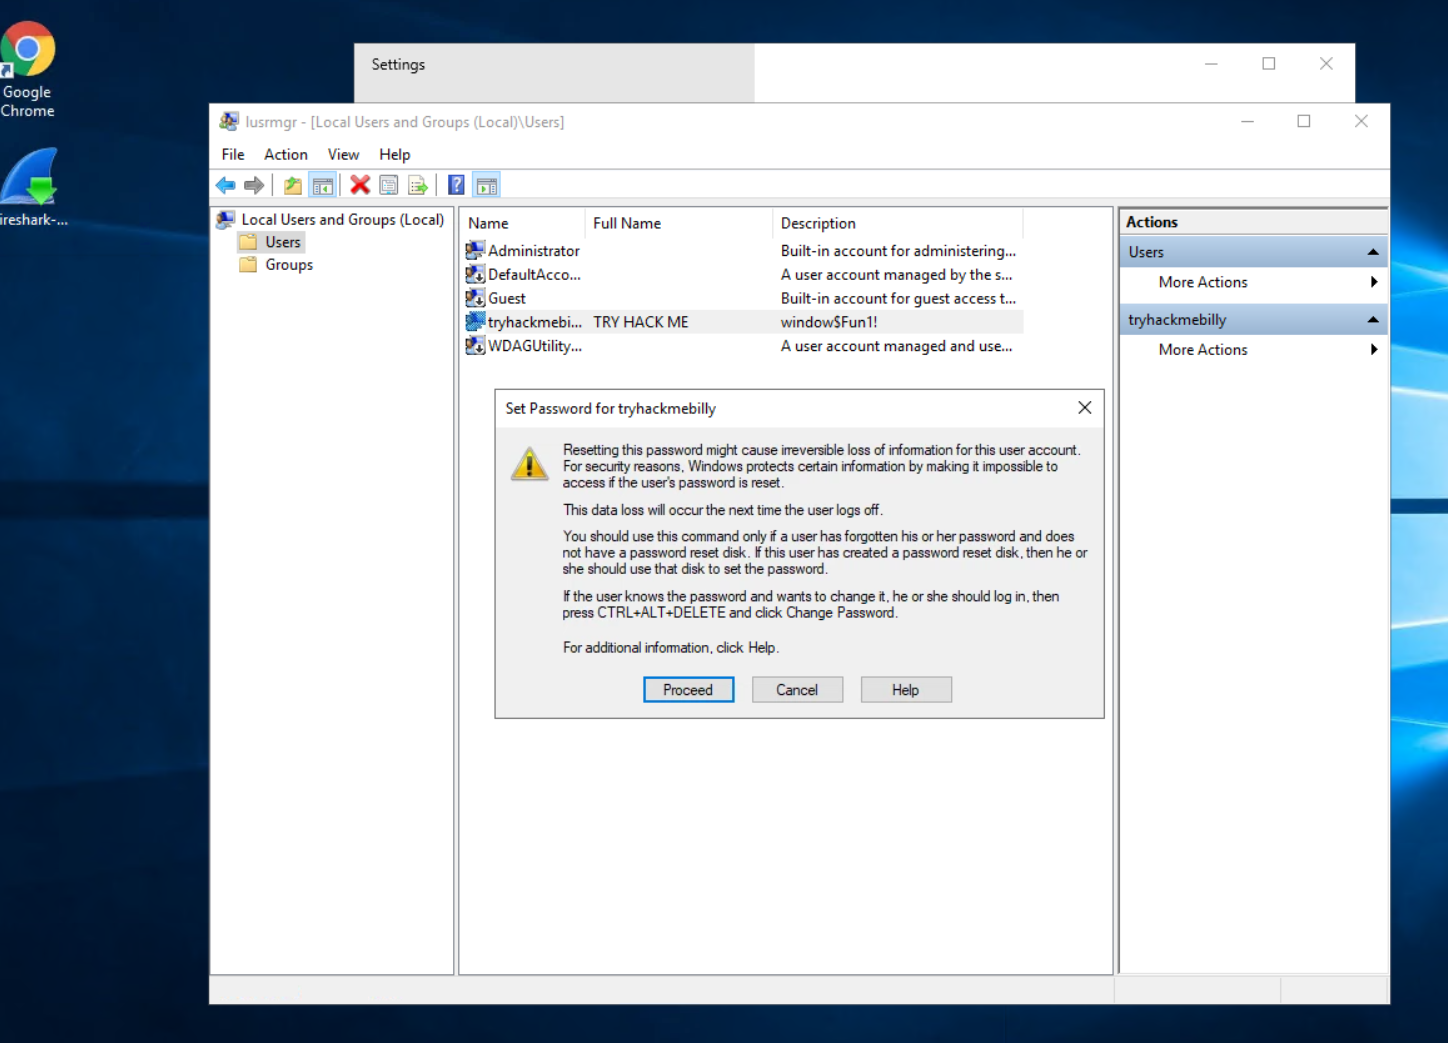 Google
Chrome
ireshark-...
Settings
lusrmgr - [Local Users and Groups (Local)\Users]
File Action View Help
Local Users and Groups (Local)
Users
Groups
Name Full Name Description
Administrator Built-in account for administering...
DefaultAcco... A user account managed by the s...
Guest Built-in account for guest access t...
tryhackmebi... TRY HACK ME window$Fun1!
WDAGUtility... A user account managed and use...
Actions
Users
More Actions
tryhackmebilly
More Actions
Set Password for tryhackmebilly
Resetting this password might cause irreversible loss of information for this user account.
For security reasons, Windows protects certain information by making it impossible to
access if the user's password is reset.
This data loss will occur the next time the user logs off.
You should use this command only if a user has forgotten his or her password and does
not have a password reset disk. If this user has created a password reset disk, then he or
she should use that disk to set the password.
If the user knows the password and wants to change it, he or she should log in, then
press CTRL+ALT+DELETE and click Change Password.
For additional information, click Help.
Proceed Cancel Help